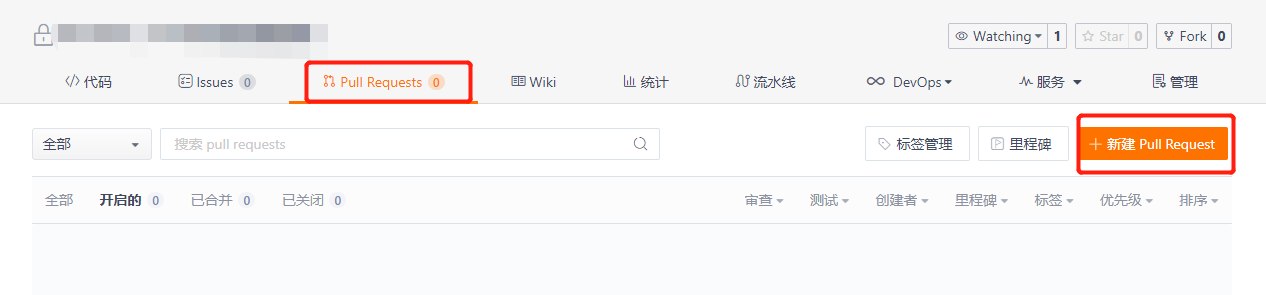 Watching 1 Star 0 Fork 0
代码 Issues 0 Pull Requests 0 Wiki 统计 流水线 DevOps 服务 管理
全部 搜索 pull requests 标签管理 里程碑 + 新建 Pull Request
全部 开启的 0 已合并 0 已关闭 0 审查 测试 创建者 里程碑 标签 优先级 排序